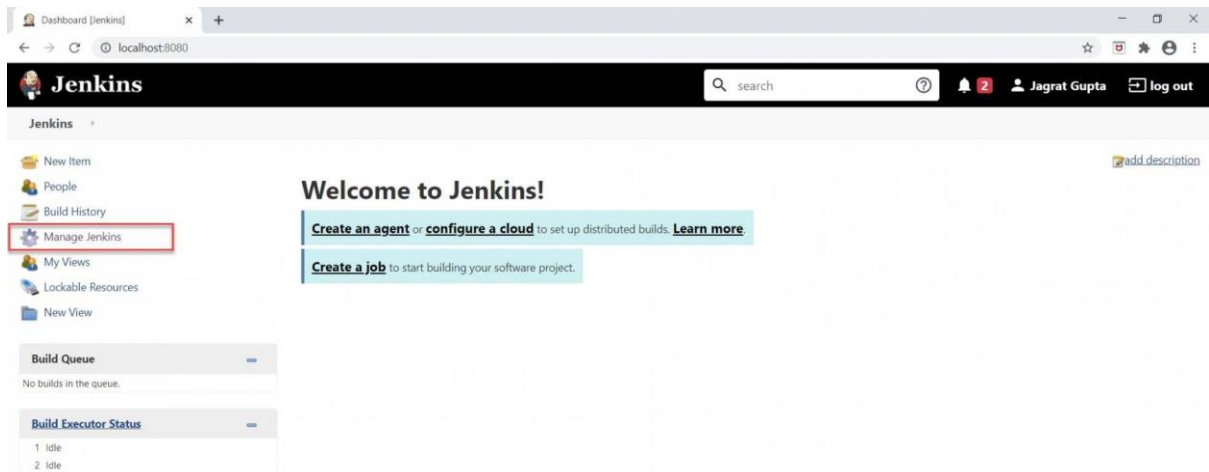 Dashboard [Jenkins]
localhost:8080
Jenkins
search
2
Jagrat Gupta
log out
Jenkins
New Item
People
Build History
Manage Jenkins
My Views
Lockable Resources
New View
add description
Welcome to Jenkins!
Create an agent or configure a cloud to set up distributed builds. Learn more.
Create a job to start building your software project.
Build Queue
No builds in the queue.
Build Executor Status
1 Idle
2 Idle